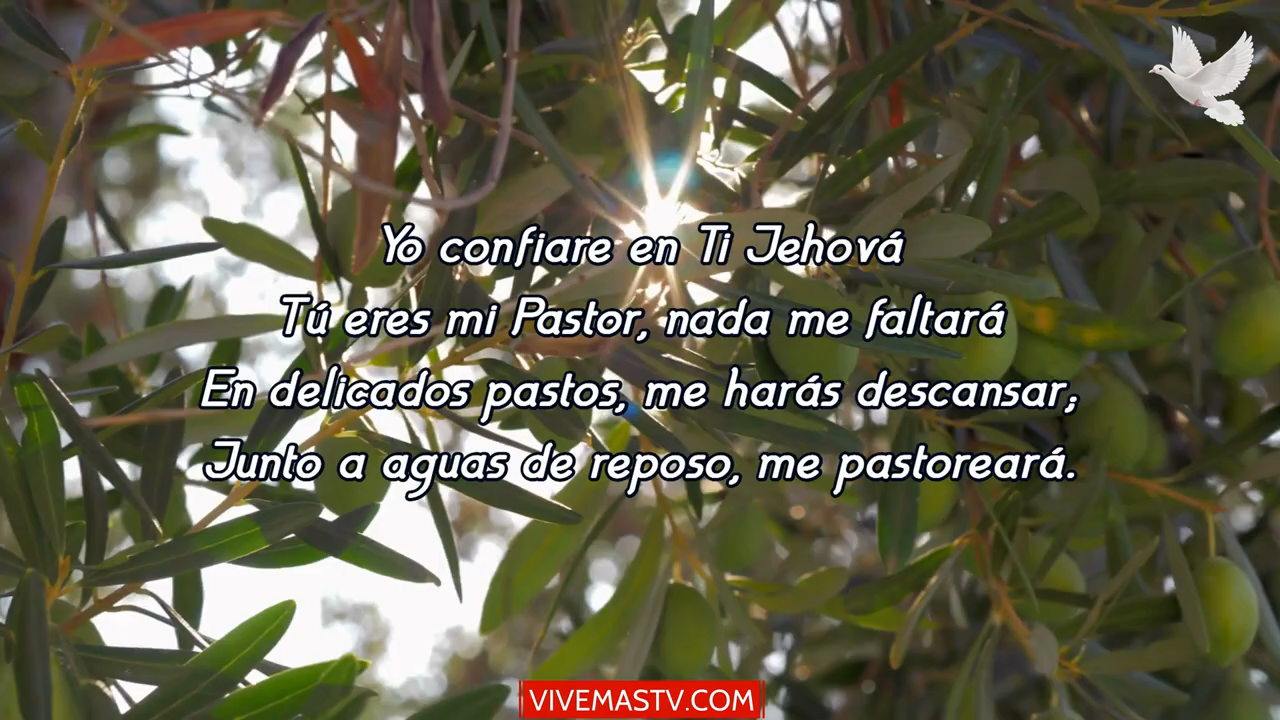 Yo confiare en Ti Jehová
Tú eres mi Pastor, nada me faltará
En delicados pastos, me harás descansar;
Junto a aguas de reposo, me pastoreará.
VIVEMASTV.COM